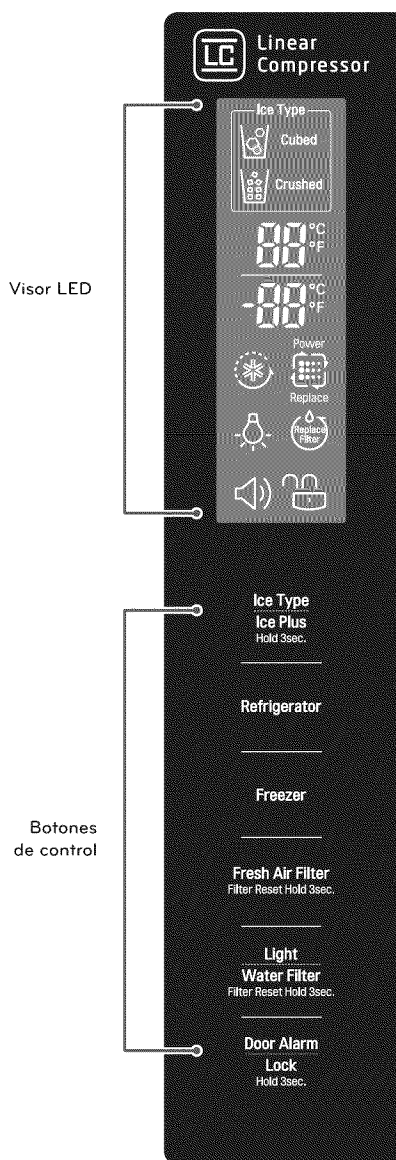 LC Linear
Compressor
Ice Type
Cubed
Crushed
88 °C
°F
-88 °C
°F
Power
Replace
Replace
Filter
Visor LED
Ice Type
Ice Plus
Hold 3sec.
Refrigerator
Freezer
Botones
de control
Fresh Air Filter
Filter Reset Hold 3sec.
Light
Water Filter
Filter Reset Hold 3sec.
Door Alarm
Lock
Hold 3sec.